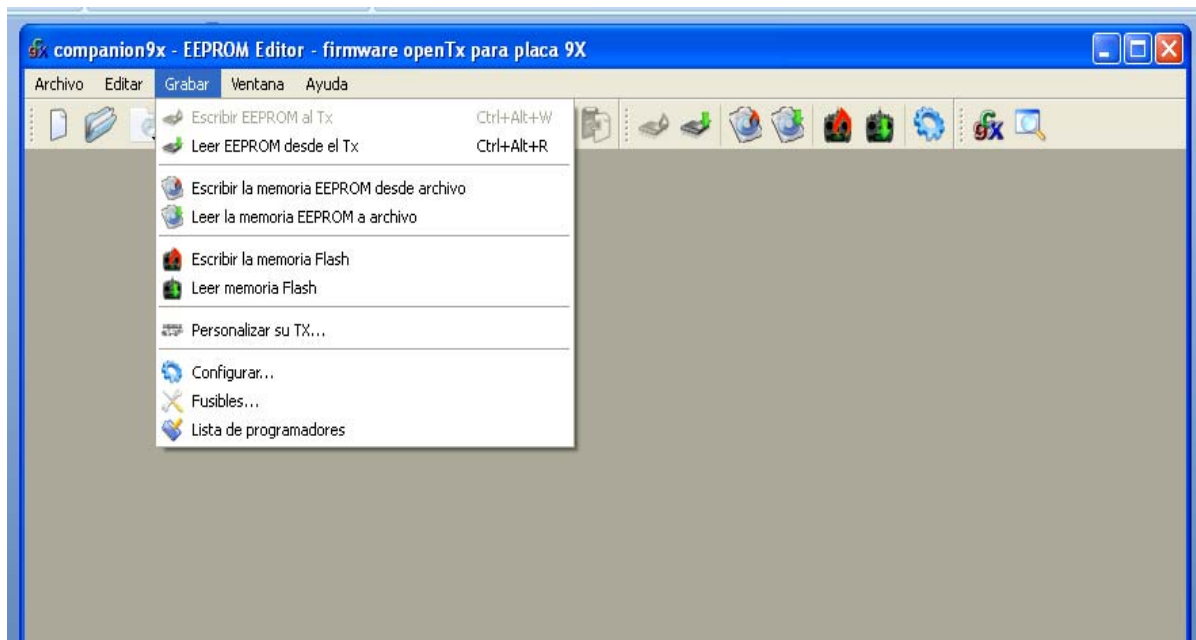 companion9x - EEPROM Editor - firmware openTx para placa 9X
Archivo Editar Grabar Ventana Ayuda
Escribir EEPROM al Tx Ctrl+Alt+W
Leer EEPROM desde el Tx Ctrl+Alt+R
Escribir la memoria EEPROM desde archivo
Leer la memoria EEPROM a archivo
Escribir la memoria Flash
Leer memoria Flash
Personalizar su TX...
Configurar...
Fusibles...
Lista de programadores